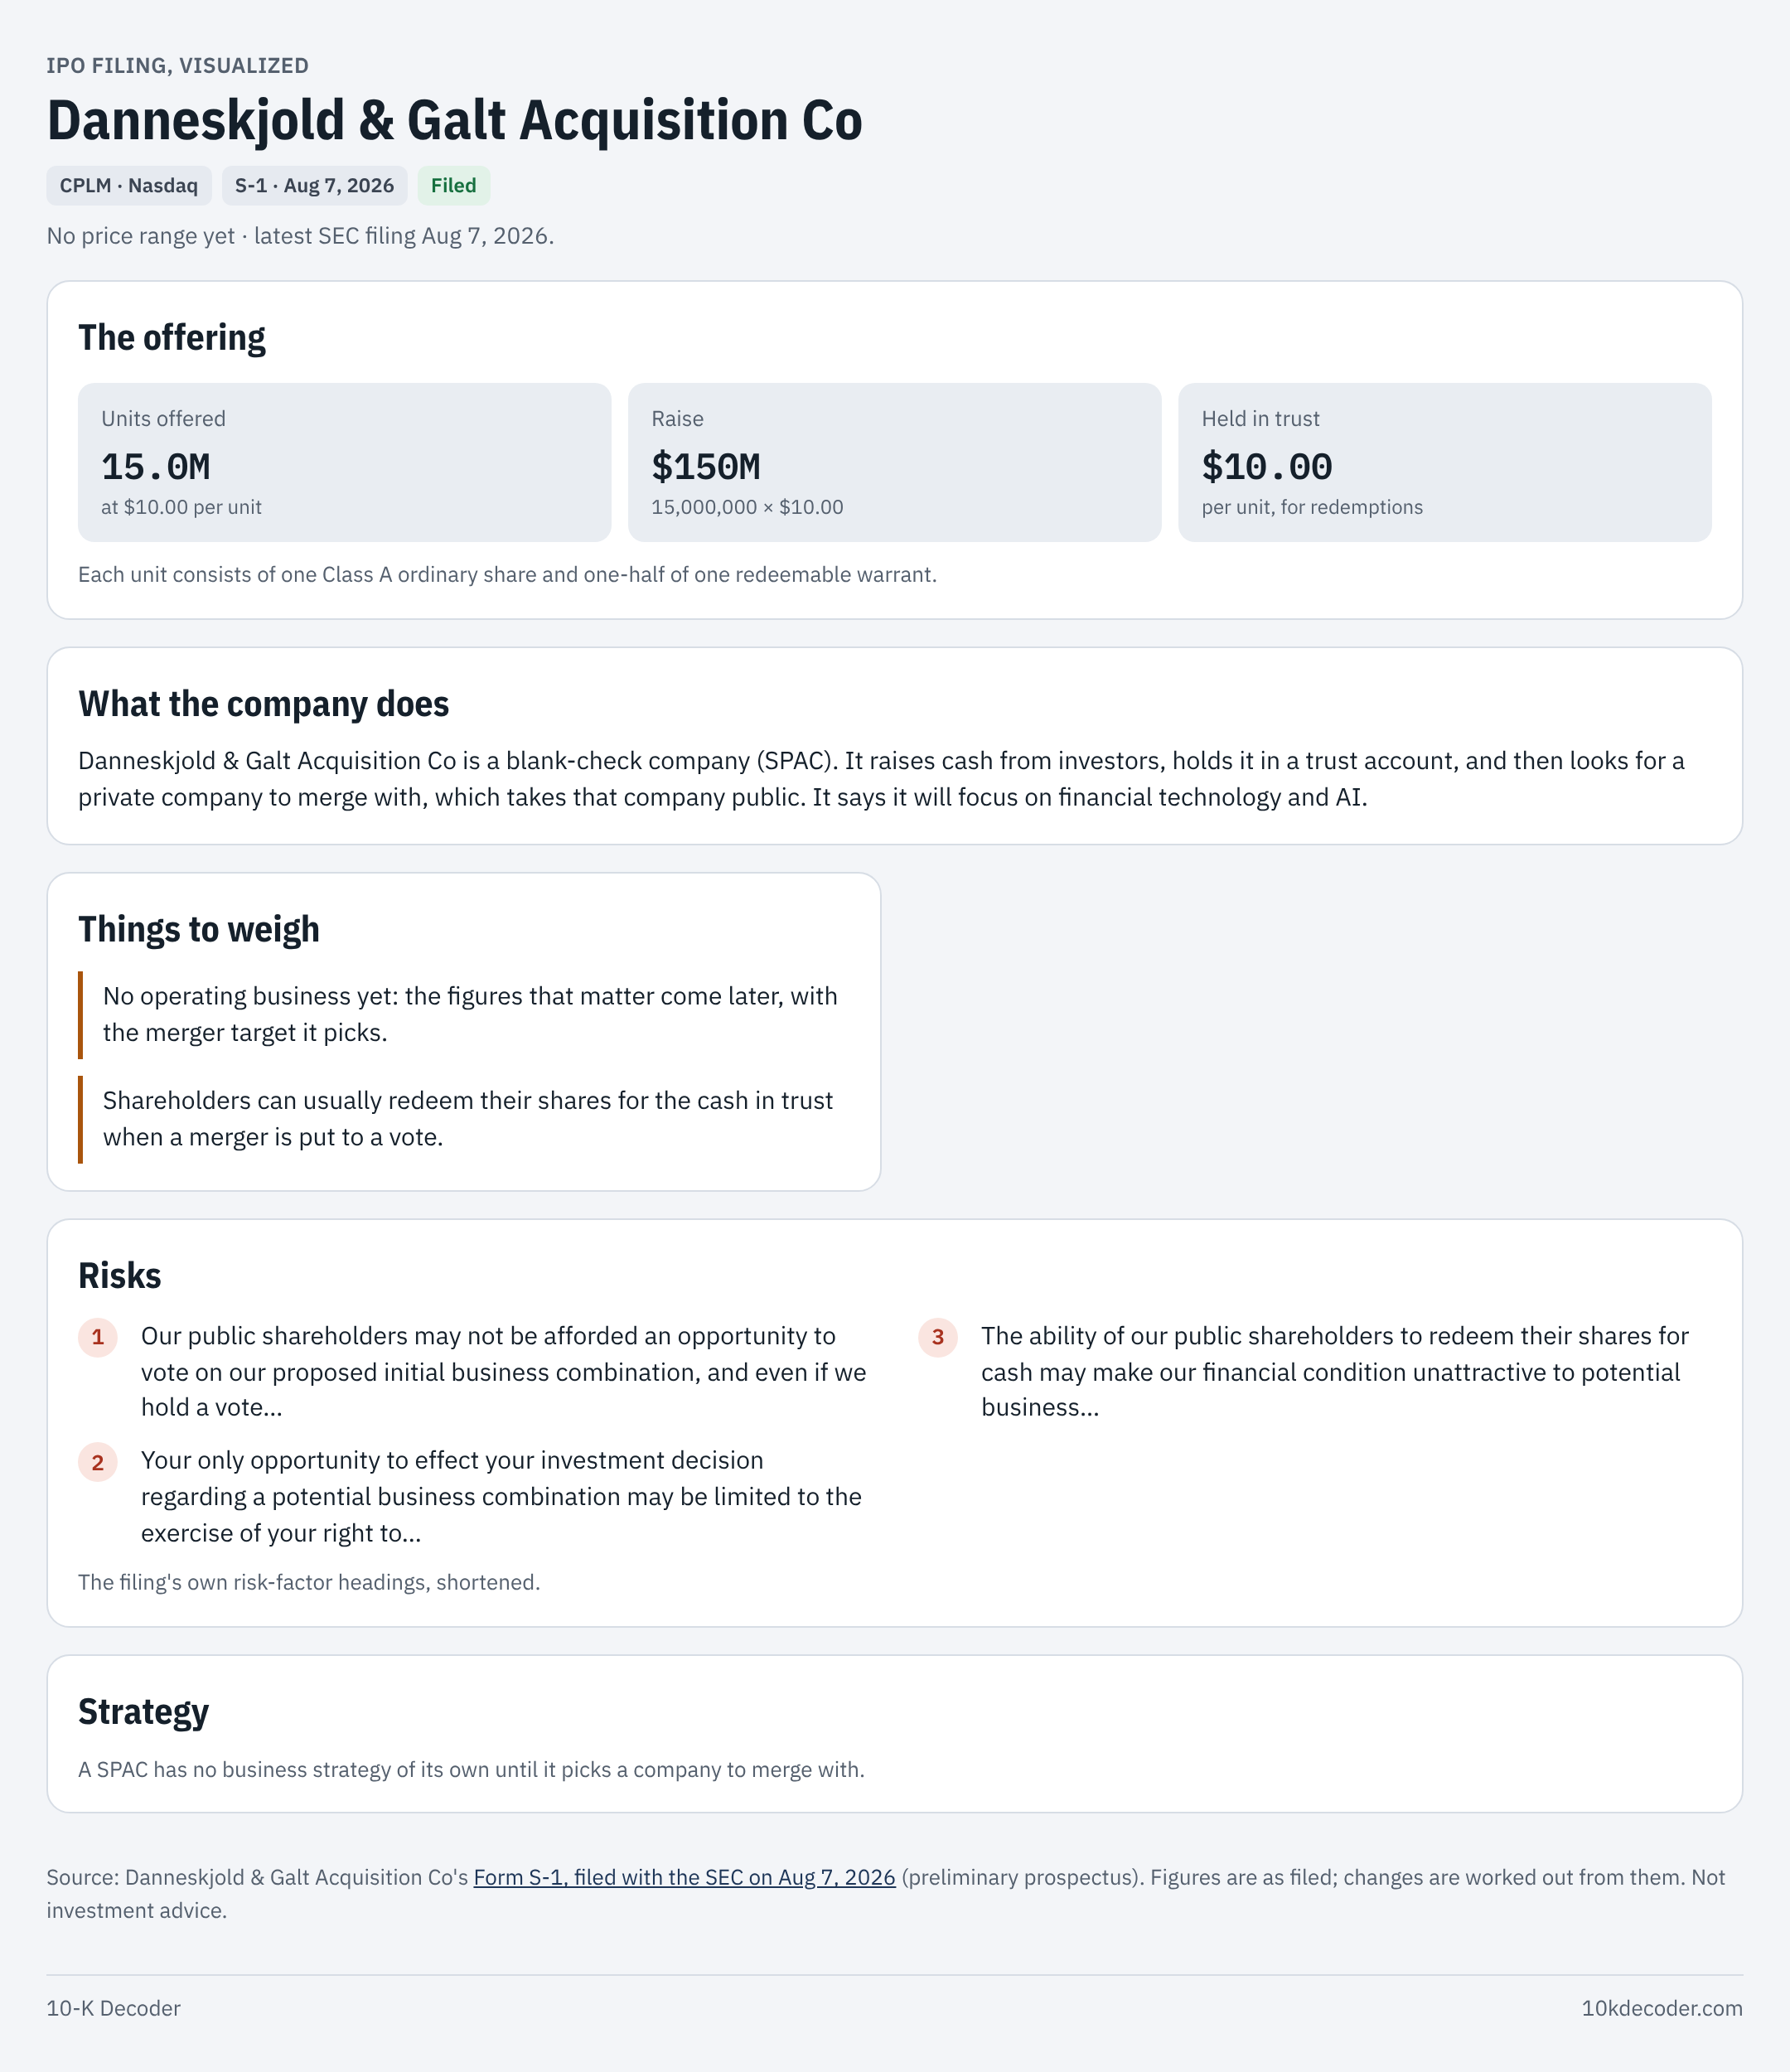 IPO FILING, VISUALIZED
Danneskjold & Galt Acquisition Co
CPLM · Nasdaq
S-1 · Aug 7, 2026
Filed
No price range yet · latest SEC filing Aug 7, 2026.
The offering
Units offered
15.0M
at $10.00 per unit
Raise
$150M
15,000,000 × $10.00
Held in trust
$10.00
per unit, for redemptions
Each unit consists of one Class A ordinary share and one-half of one redeemable warrant.
What the company does
Danneskjold & Galt Acquisition Co is a blank-check company (SPAC). It raises cash from investors, holds it in a trust account, and then looks for a
private company to merge with, which takes that company public. It says it will focus on financial technology and AI.
Things to weigh
No operating business yet: the figures that matter come later, with
the merger target it picks.
Shareholders can usually redeem their shares for the cash in trust
when a merger is put to a vote.
Risks
1 Our public shareholders may not be afforded an opportunity to
vote on our proposed initial business combination, and even if we
hold a vote...
2 Your only opportunity to effect your investment decision
regarding a potential business combination may be limited to the
exercise of your right to...
3 The ability of our public shareholders to redeem their shares for
cash may make our financial condition unattractive to potential
business...
The filing's own risk-factor headings, shortened.
Strategy
A SPAC has no business strategy of its own until it picks a company to merge with.
Source: Danneskjold & Galt Acquisition Co's Form S-1, filed with the SEC on Aug 7, 2026 (preliminary prospectus). Figures are as filed; changes are worked out from them. Not
investment advice.
10-K Decoder
10kdecoder.com